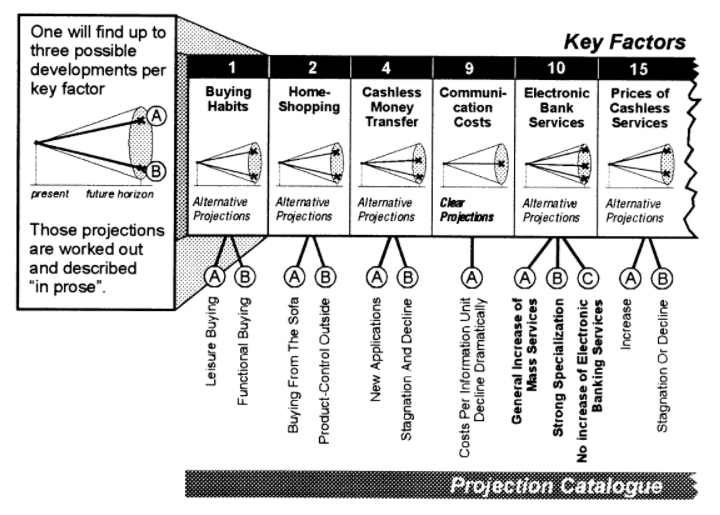 One will find up to
three possible
developments per
key factor
A
B
present future horizon
Those projections
are worked out
and described
"in prose".
Key Factors
1 2 4 9 10 15
Buying
Habits
Home-
Shopping
Cashless
Money
Transfer
Communi-
cation
Costs
Electronic
Bank
Services
Prices of
Cashless
Services
Alternative
Projections
Alternative
Projections
Alternative
Projections
Clear
Projections
Alternative
Projections
Alternative
Projections
A B A B A B A A B C A B
Leisure Buying
Functional Buying
Buying From The Sofa
Product-Control Outside
New Applications
Stagnation And Decline
Costs Per Information Unit
Decline Dramatically
General Increase of
Mass Services
Strong Specialization
No increase of Electronic
Banking Services
Increase
Stagnation Or Decline
Projection Catalogue